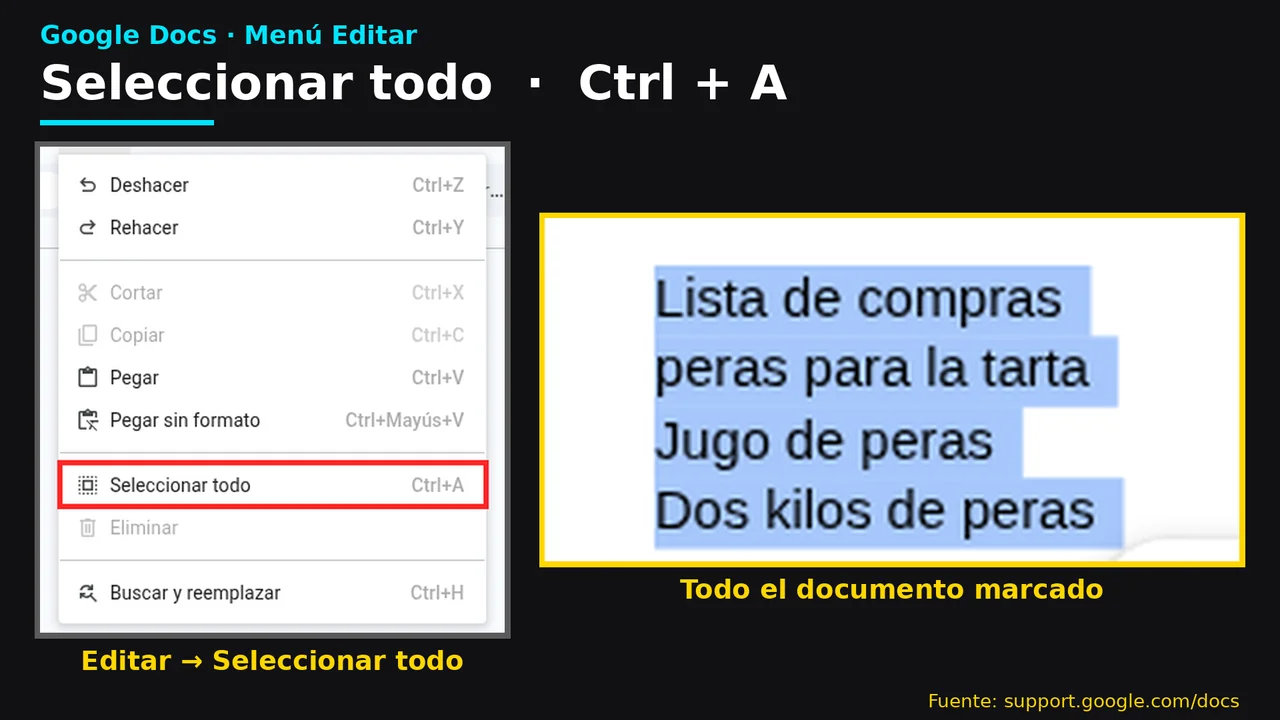 Google Docs · Menú Editar
Seleccionar todo · Ctrl + A
Deshacer Ctrl+Z
Rehacer Ctrl+Y
Cortar Ctrl+X
Copiar Ctrl+C
Pegar Ctrl+V
Pegar sin formato Ctrl+Mayús+V
Seleccionar todo Ctrl+A
Eliminar
Buscar y reemplazar Ctrl+H
Editar → Seleccionar todo
Lista de compras
peras para la tarta
Jugo de peras
Dos kilos de peras
Todo el documento marcado
Fuente: support.google.com/docs